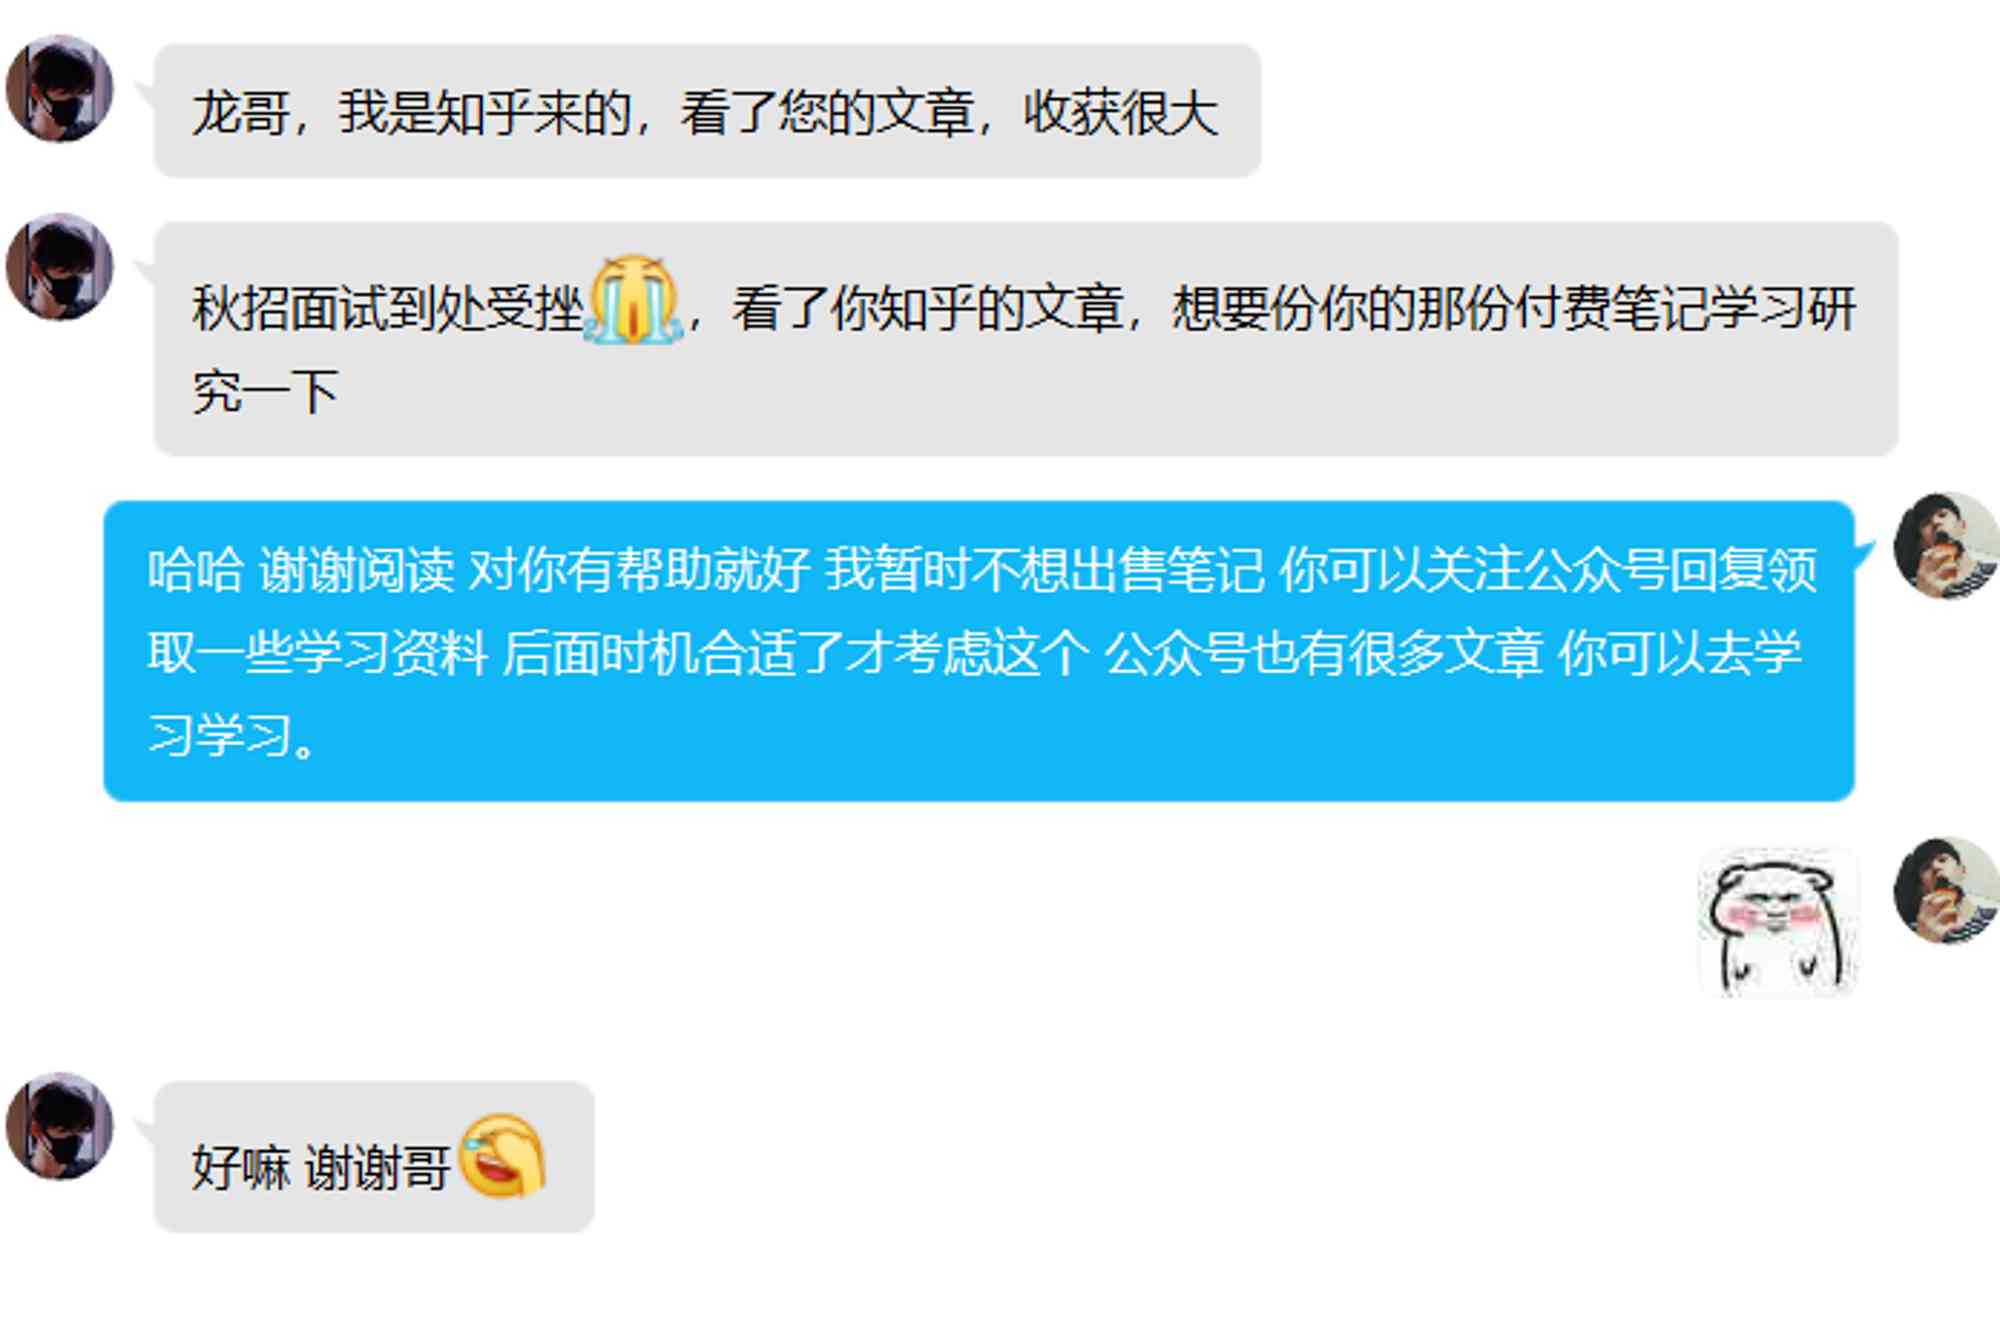 龙哥，我是知乎来的，看了您的文章，收获很大
秋招面试到处受挫，看了你知乎的文章，想要份你的那份付费笔记学习研
究一下
哈哈 谢谢阅读 对你有帮助就好 我暂时不想出售笔记 你可以关注公众号回复领
取一些学习资料 后面时机合适了才考虑这个 公众号也有很多文章 你可以去学
习学习。
好嘛 谢谢哥